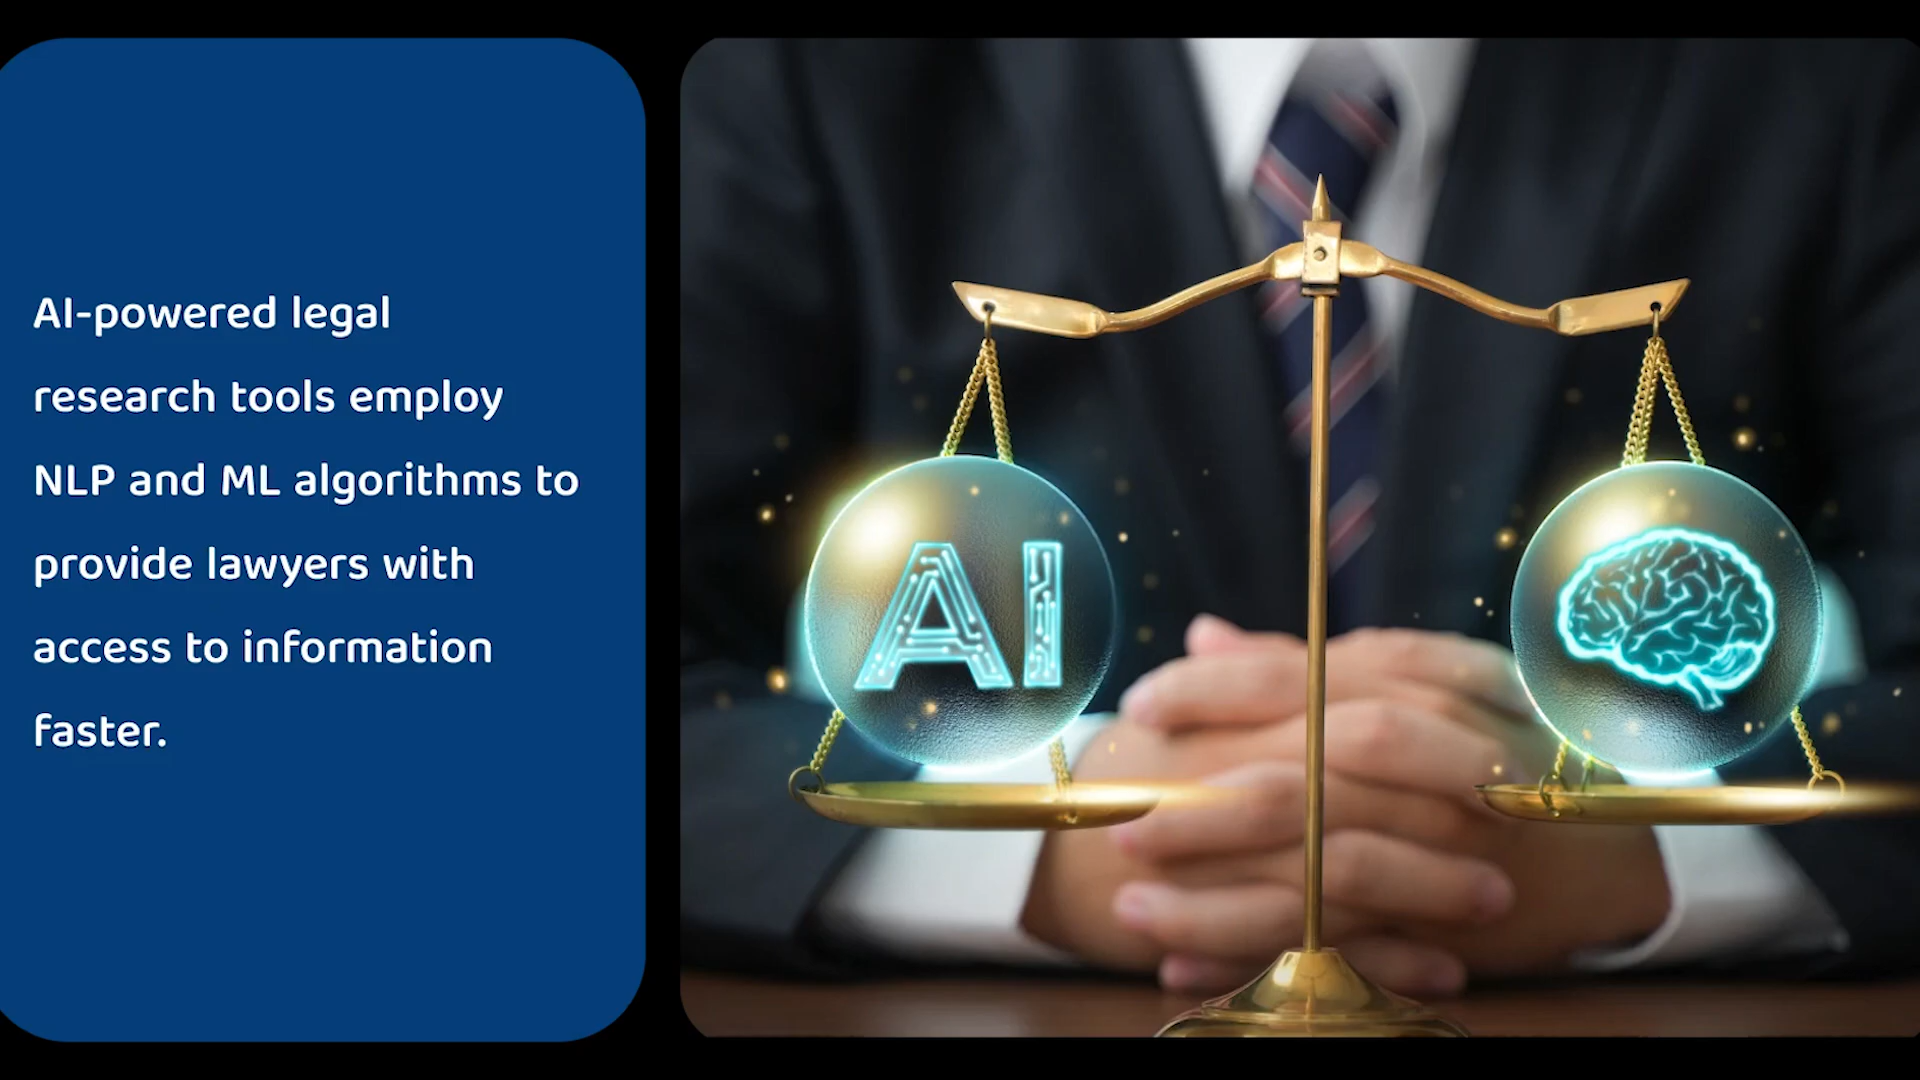 AI-powered legal
research tools employ
NLP and ML algorithms to
provide lawyers with
access to information
faster.
AI